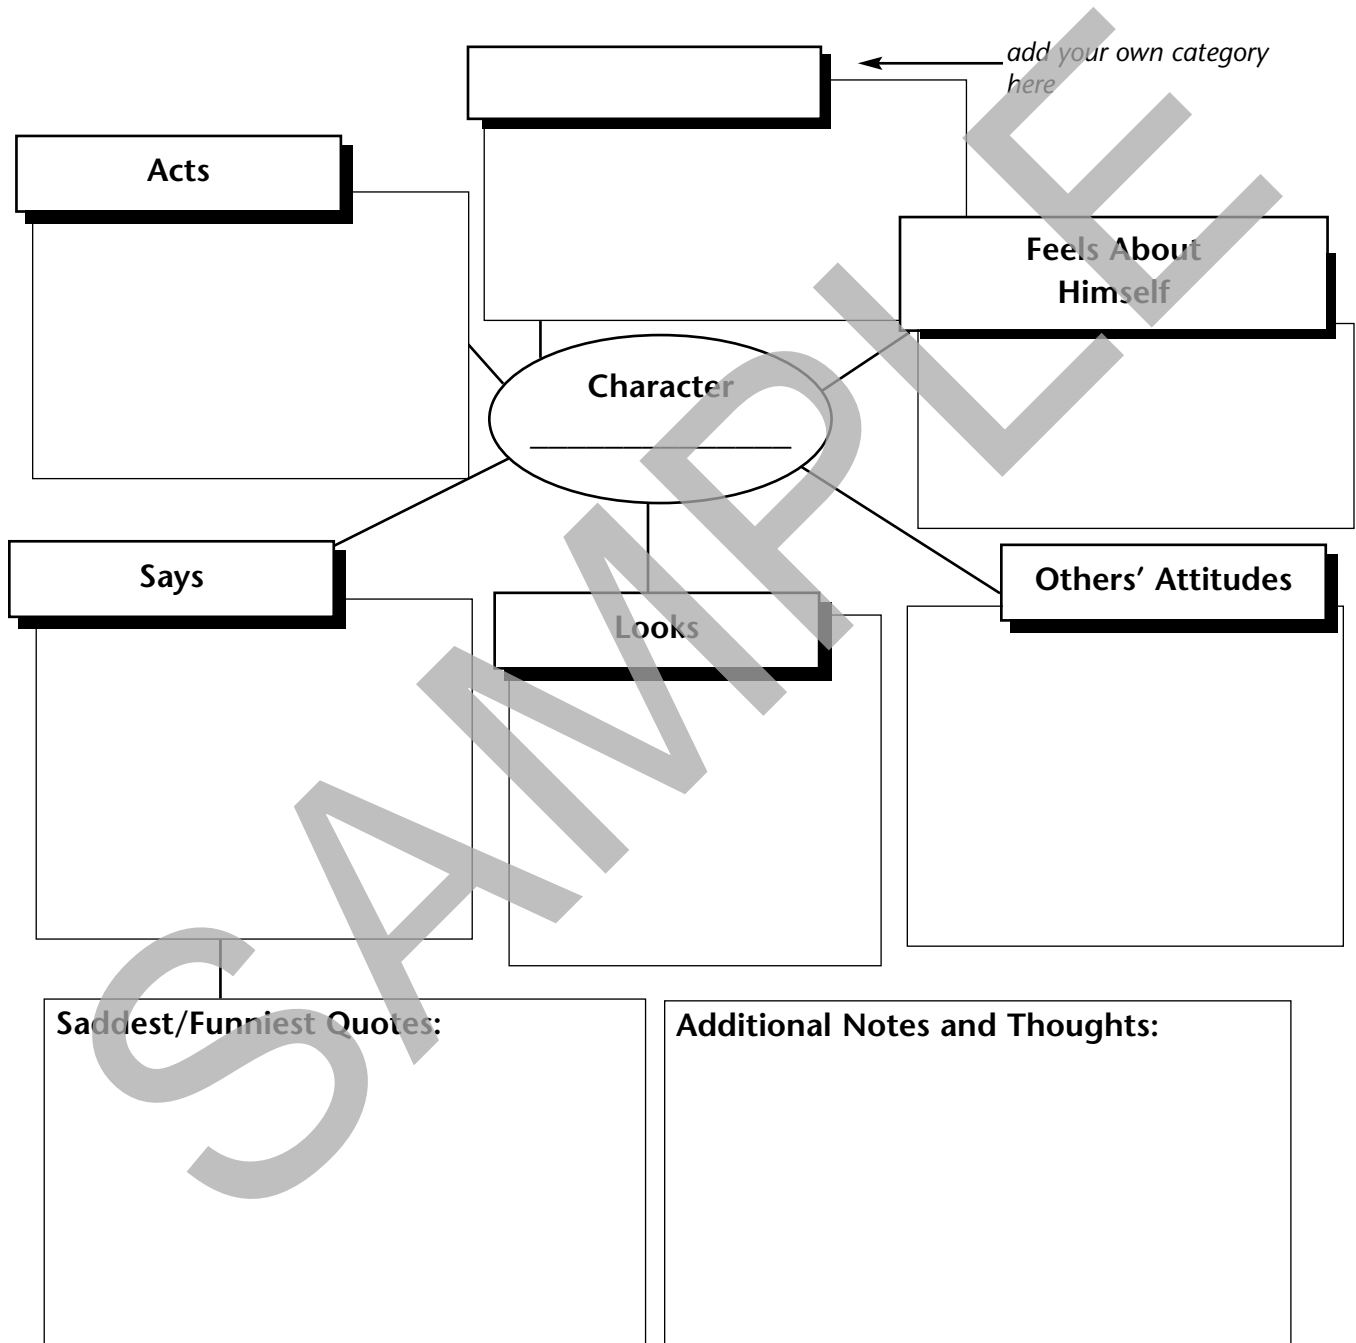 add your own category
here
Acts
Feels About
Himself
Character
Says
Looks
Others’ Attitudes
Saddest/Funniest Quotes:
Additional Notes and Thoughts:
SAMPLE